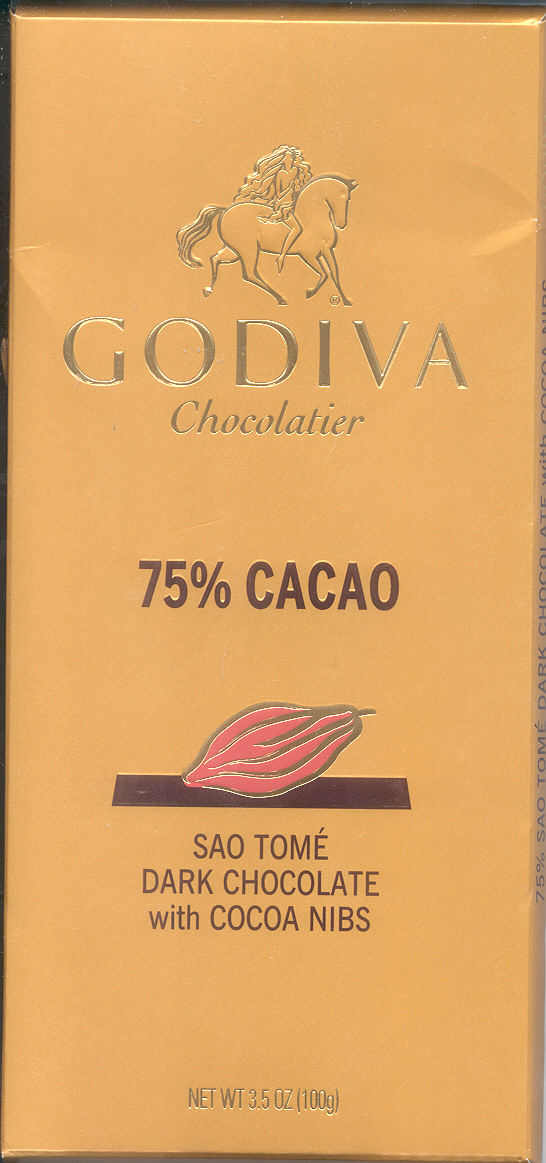 ®
GODIVA
Chocolatier
75% CACAO
SAO TOMÉ
DARK CHOCOLATE
with COCOA NIBS
NET WT 3.5 OZ (100g)
75% SAO TOMÉ DARK CHOCOLATE with COCOA NIBS